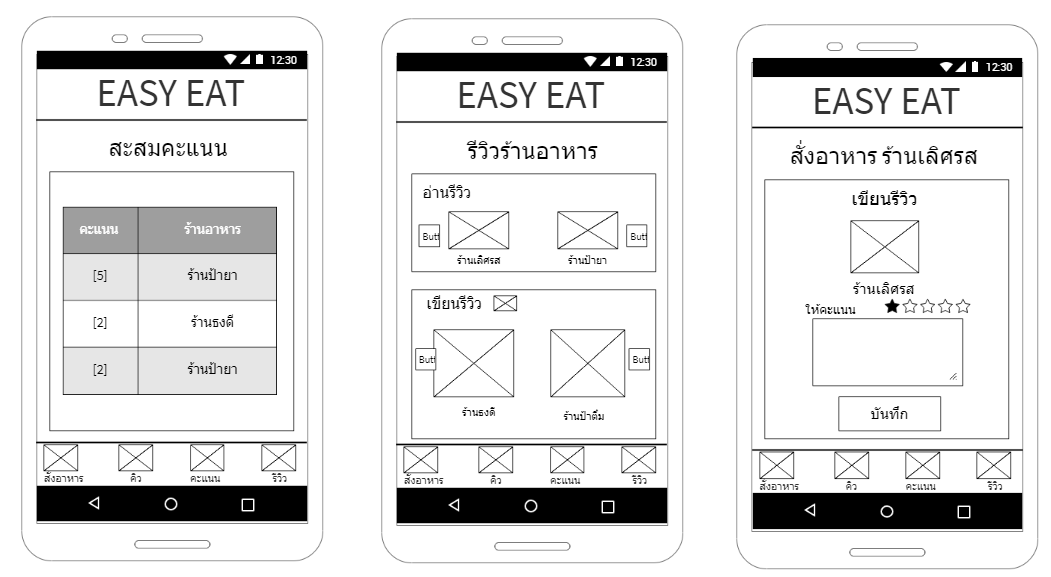 12:30
EASY EAT
สะสมคะแนน
คะแนน ร้านอาหาร
[5] ร้านป้ายา
[2] ร้านธงดี
[2] ร้านป้ายา
สั่งอาหาร คิว คะแนน รีวิว
12:30
EASY EAT
รีวิวร้านอาหาร
อ่านรีวิว
Butt Butt
ร้านเลิศรส ร้านป้ายา
เขียนรีวิว
Butt Butt
ร้านธงดี ร้านป้าติ๋ม
สั่งอาหาร คิว คะแนน รีวิว
12:30
EASY EAT
สั่งอาหาร ร้านเลิศรส
เขียนรีวิว
ร้านเลิศรส
ให้คะแนน
บันทึก
สั่งอาหาร คิว คะแนน รีวิว